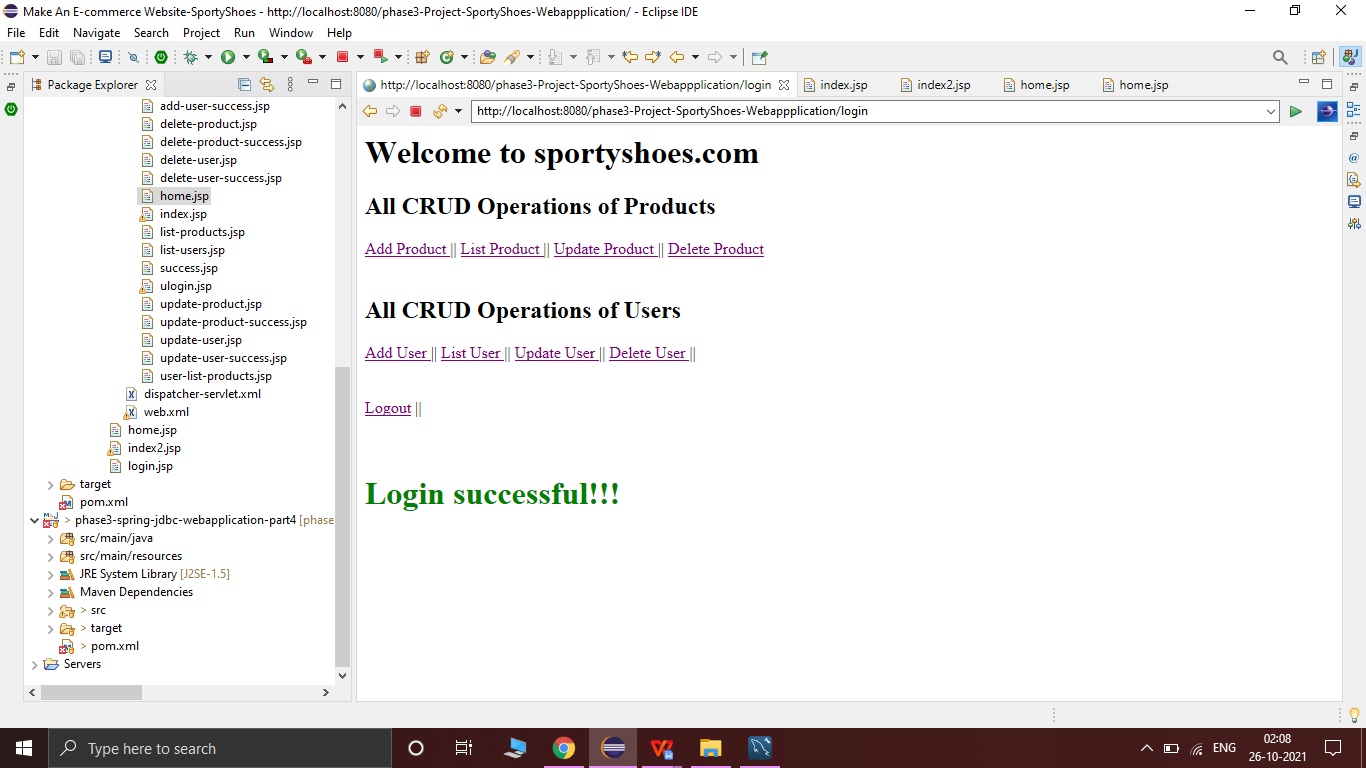 Make An E-commerce Website-SportyShoes - http://localhost:8080/phase3-Project-SportyShoes-Webappplication/ - Eclipse IDE
File Edit Navigate Search Project Run Window Help
Package Explorer
add-user-success.jsp
delete-product.jsp
delete-product-success.jsp
delete-user.jsp
delete-user-success.jsp
home.jsp
index.jsp
list-products.jsp
list-users.jsp
success.jsp
ulogin.jsp
update-product.jsp
update-product-success.jsp
update-user.jsp
update-user-success.jsp
user-list-products.jsp
dispatcher-servlet.xml
web.xml
home.jsp
index2.jsp
login.jsp
target
pom.xml
> phase3-spring-jdbc-webapplication-part4 [phase
src/main/java
src/main/resources
JRE System Library [J2SE-1.5]
Maven Dependencies
> src
> target
> pom.xml
Servers
http://localhost:8080/phase3-Project-SportyShoes-Webappplication/login index.jsp index2.jsp home.jsp home.jsp
http://localhost:8080/phase3-Project-SportyShoes-Webappplication/login
Welcome to sportyshoes.com
All CRUD Operations of Products
Add Product || List Product || Update Product || Delete Product
All CRUD Operations of Users
Add User || List User || Update User || Delete User ||
Logout ||
Login successful!!!
Type here to search
ENG
02:08
26-10-2021